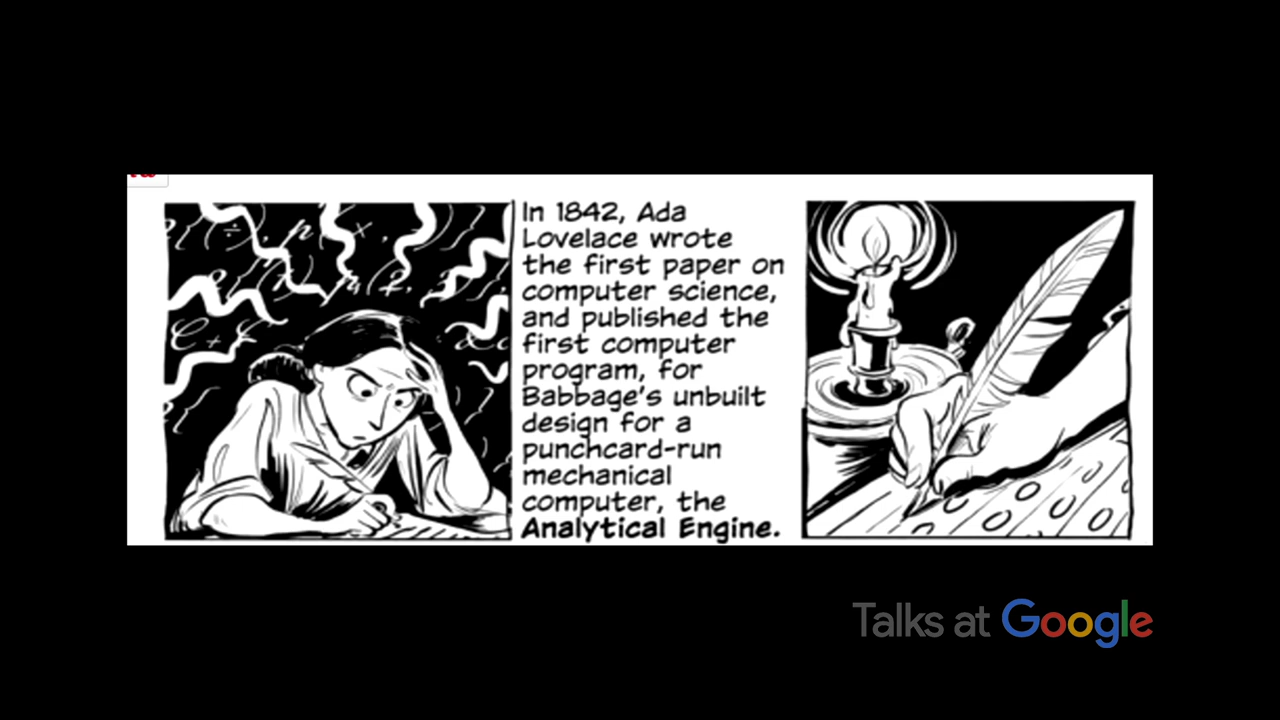 In 1842, Ada
Lovelace wrote
the first paper on
computer science,
and published the
first computer
program, for
Babbage's unbuilt
design for a
punchcard-run
mechanical
computer, the
Analytical Engine.
Talks at Google